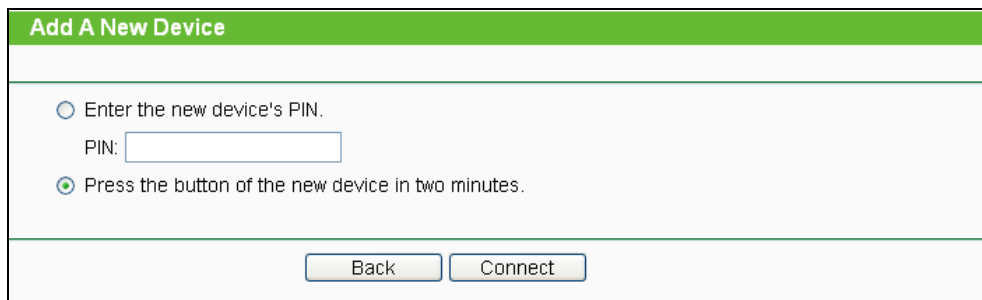 Add A New Device
Enter the new device's PIN.
PIN:
Press the button of the new device in two minutes.
Back Connect